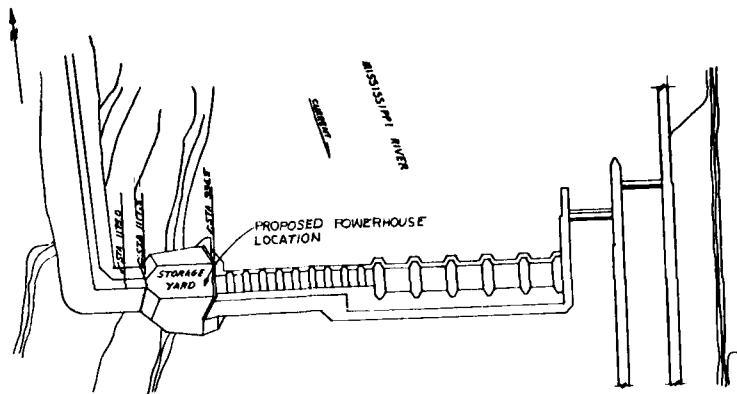 N
MISSISSIPPI RIVER
CURRENT
PROPOSED POWERHOUSE
LOCATION
STORAGE
YARD